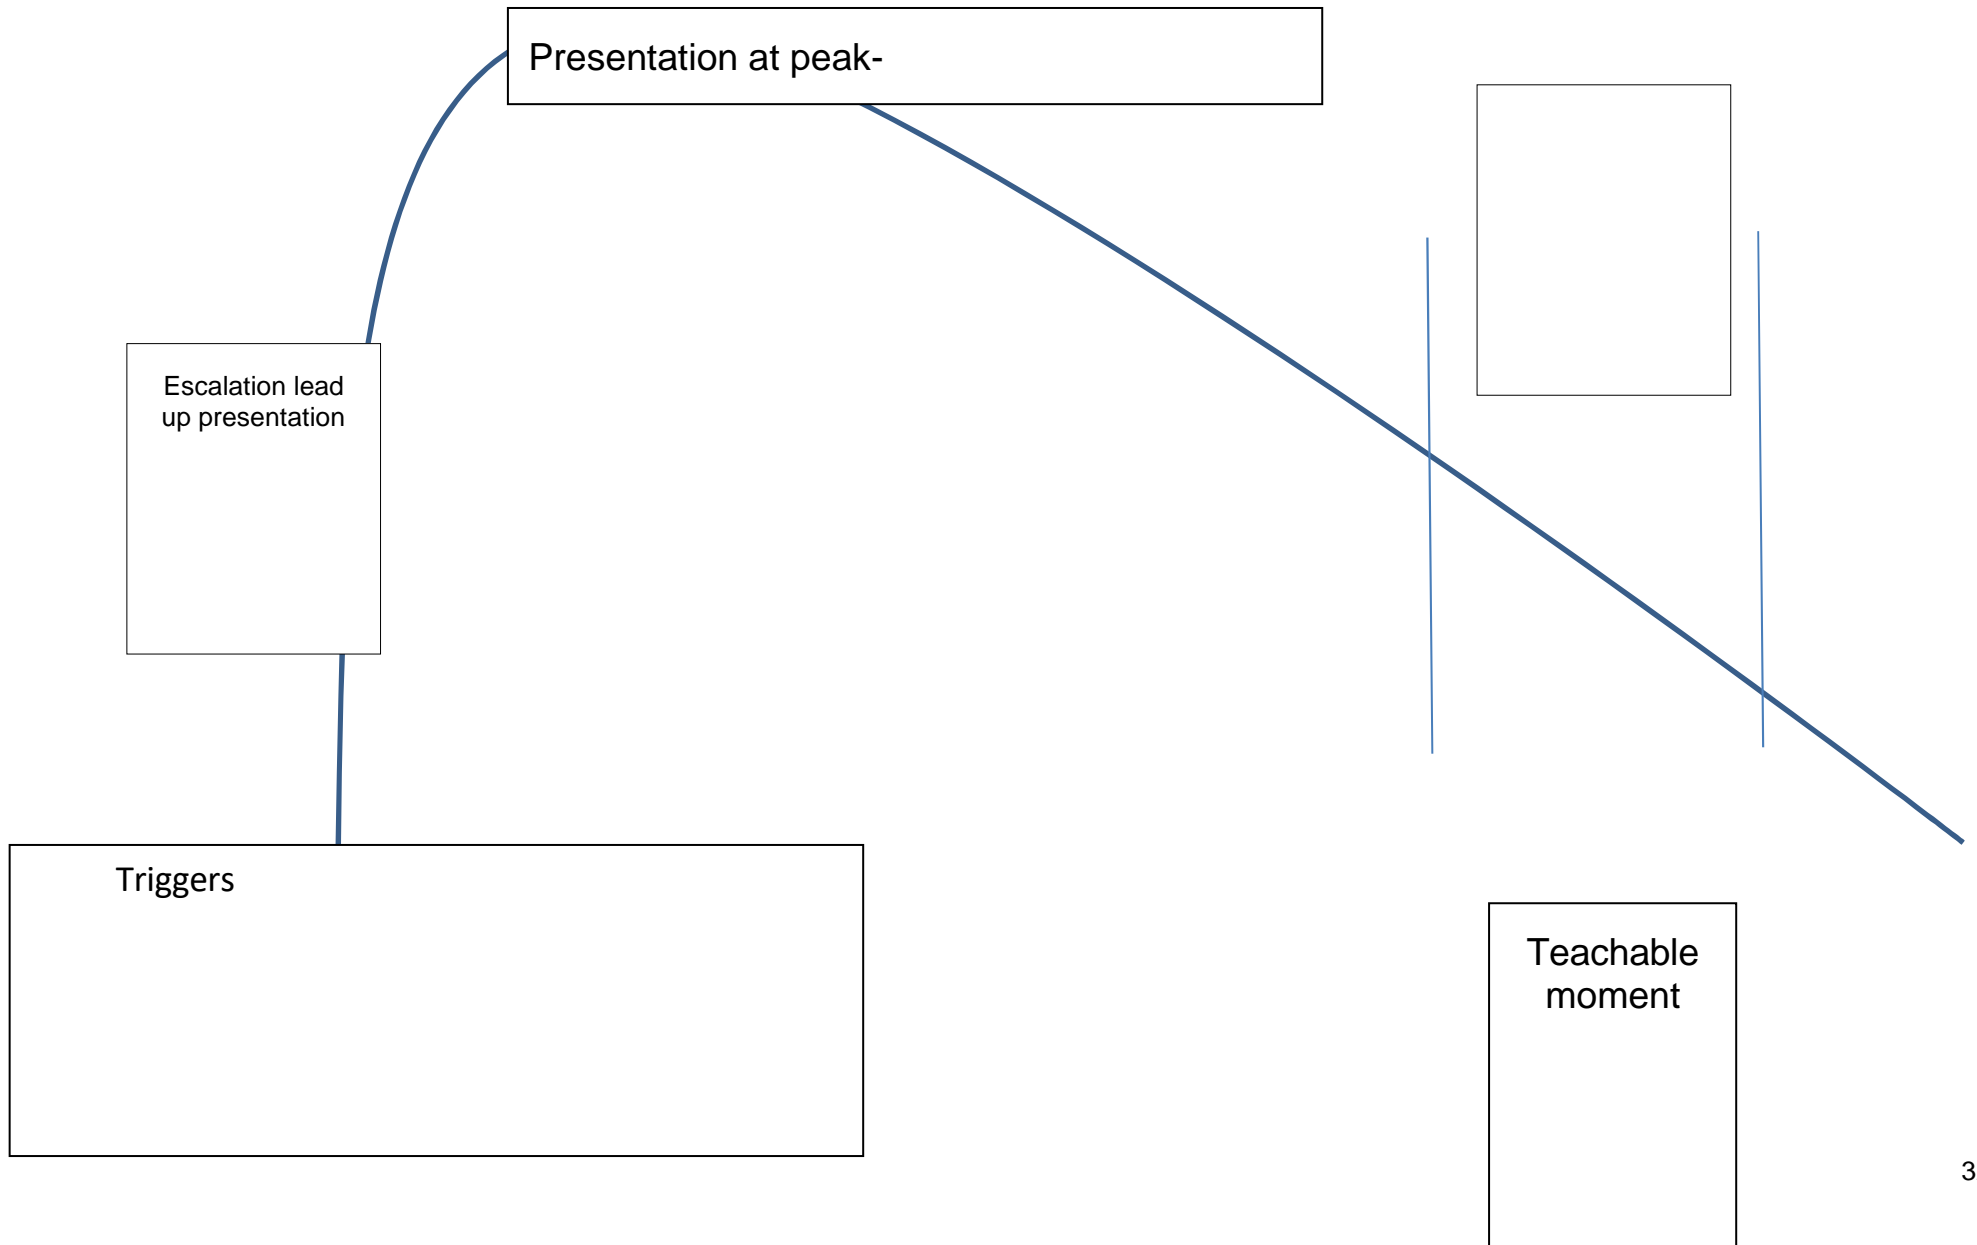 Presentation at peak-
Escalation lead
up presentation
Triggers
Teachable
moment
3